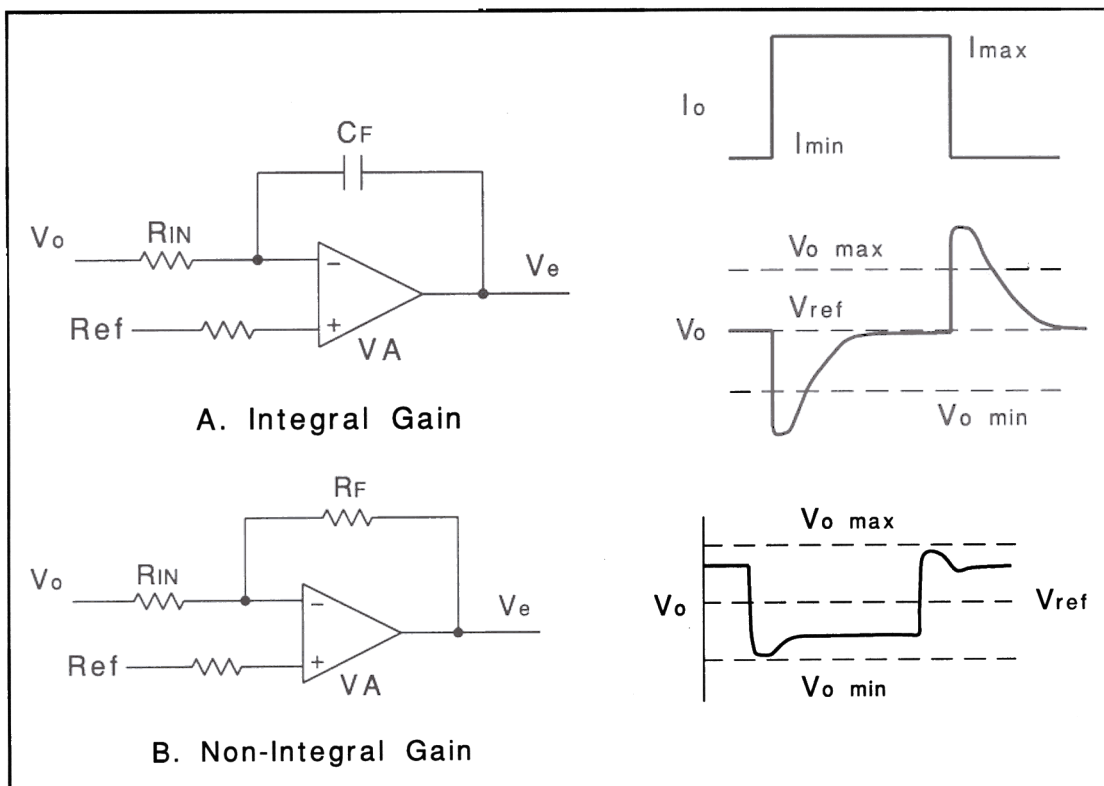 CF
Vo
RIN
−
Ve
Ref
+
VA
A. Integral Gain
RF
Vo
RIN
−
Ve
Ref
+
VA
B. Non-Integral Gain
Imax
Io
Imin
Vo max
Vref
Vo
Vo min
Vo max
Vo
Vref
Vo min